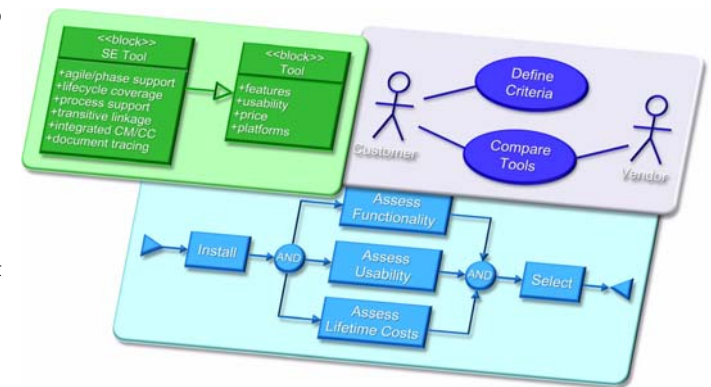 <<block>>
SE Tool
+agile/phase support
+lifecycle coverage
+process support
+transitive linkage
+integrated CM/CC
+document tracing
<<block>>
Tool
+features
+usability
+price
+platforms
Define
Criteria
Compare
Tools
Customer
Vendor
Install
AND
Assess
Functionality
Assess
Usability
Assess
Lifetime Costs
AND
Select